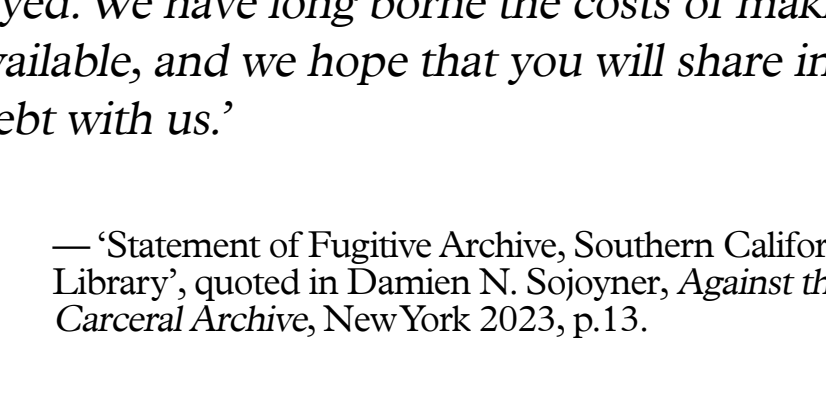 yed. We have long borne the costs of mak
vailable, and we hope that you will share in
ebt with us.’
— ‘Statement of Fugitive Archive, Southern Califor
Library’, quoted in Damien N. Sojoyner, Against th
Carceral Archive, New York 2023, p.13.